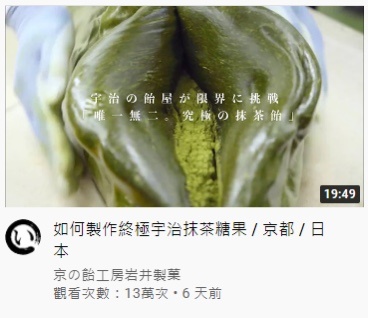 宇治の飴屋が限界に挑戦
「唯一無二。究極の抹茶飴」
19:49
如何製作終極宇治抹茶糖果 / 京都 / 日
本
京の飴工房岩井製菓
觀看次數：13萬次 • 6 天前